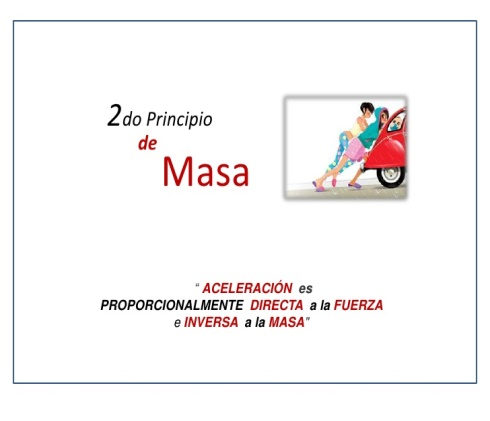 2do Principio
de
Masa
“ ACELERACIÓN es
PROPORCIONALMENTE DIRECTA a la FUERZA
e INVERSA a la MASA”